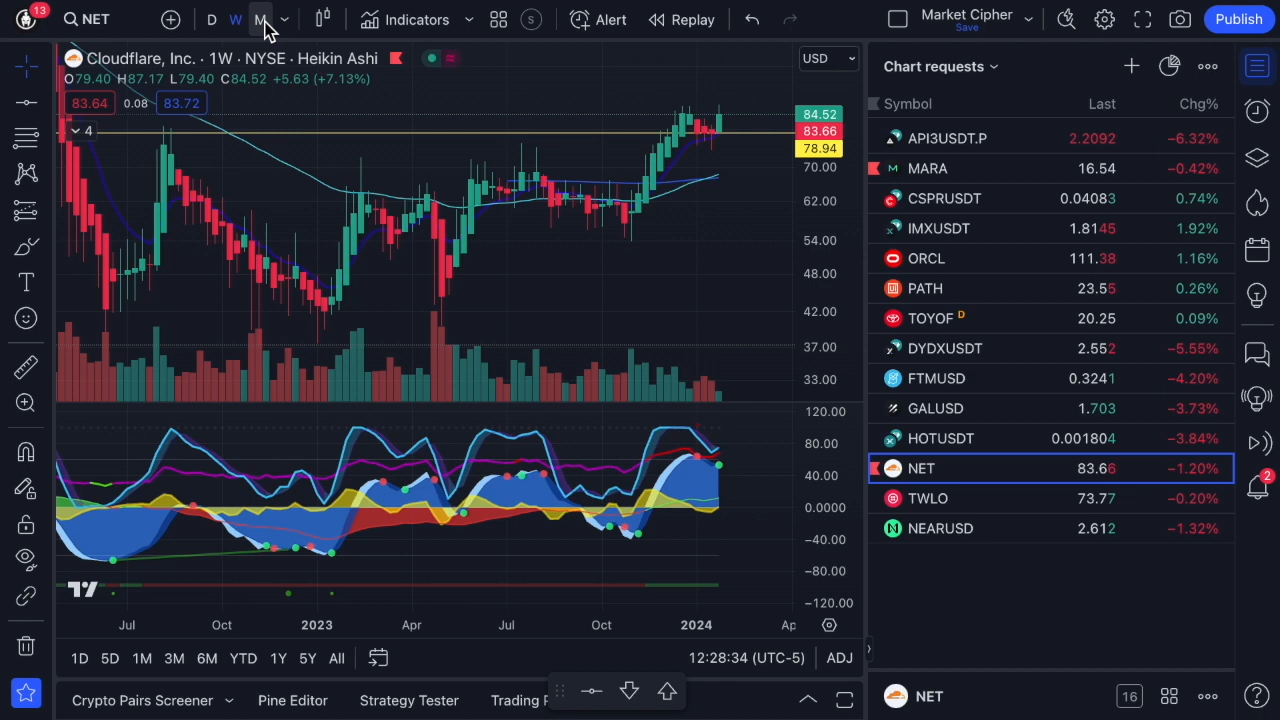 13
NET
D W M
Indicators
S
Alert
Replay
Market Cipher
Save
Publish
Cloudflare, Inc. · 1W · NYSE · Heikin Ashi
O79.40 H87.17 L79.40 C84.52 +5.63 (+7.13%)
83.64 0.08 83.72
4
USD
84.52
83.66
78.94
70.00
62.00
54.00
48.00
42.00
37.00
33.00
120.00
80.00
40.00
0.0000
−40.00
−80.00
−120.00
Jul Oct 2023 Apr Jul Oct 2024 Ap
1D 5D 1M 3M 6M YTD 1Y 5Y All
12:28:34 (UTC-5) ADJ
Crypto Pairs Screener Pine Editor Strategy Tester Trading P
Chart requests
Symbol Last Chg%
API3USDT.P 2.2092 −6.32%
MARA 16.54 −0.42%
CSPRUSDT 0.04083 0.74%
IMXUSDT 1.8145 1.92%
ORCL 111.38 1.16%
PATH 23.55 0.26%
TOYOF D 20.25 0.09%
DYDXUSDT 2.552 −5.55%
FTMUSD 0.3241 −4.20%
GALUSD 1.703 −3.73%
HOTUSDT 0.001804 −3.84%
NET 83.66 −1.20%
TWLO 73.77 −0.20%
NEARUSD 2.612 −1.32%
2
NET
16